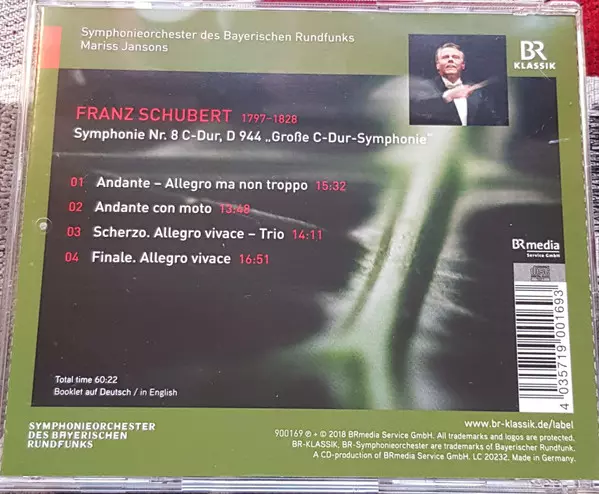 Symphonieorchester des Bayerischen Rundfunks
Mariss Jansons
BR
KLASSIK
FRANZ SCHUBERT 1797–1828
Symphonie Nr. 8 C-Dur, D 944 „Große C-Dur-Symphonie“
01 Andante – Allegro ma non troppo 15:32
02 Andante con moto 13:48
03 Scherzo. Allegro vivace – Trio 14:11
04 Finale. Allegro vivace 16:51
BRmedia
Service GmbH
4 035719 001693
Total time 60:22
Booklet auf Deutsch / in English
www.br-klassik.de/label
SYMPHONIEORCHESTER
DES BAYERISCHEN
RUNDFUNKS
900169 ℗ + © 2018 BRmedia Service GmbH. All trademarks and logos are protected.
BR-KLASSIK, BR-Symphonieorchester are trademarks of Bayerischer Rundfunk.
A CD-production of BRmedia Service GmbH. LC 20232. Made in Germany.